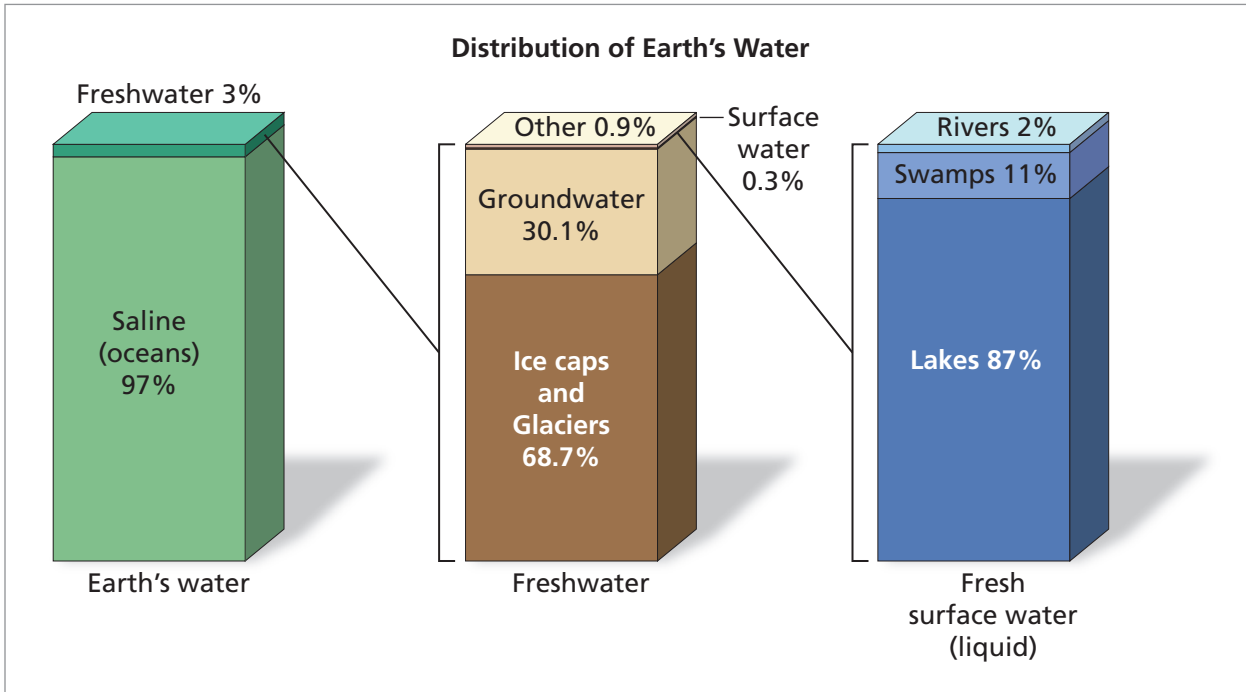 Distribution of Earth's Water
Freshwater 3%
Saline
(oceans)
97%
Earth's water
Other 0.9%
Surface
water
0.3%
Groundwater
30.1%
Ice caps
and
Glaciers
68.7%
Freshwater
Rivers 2%
Swamps 11%
Lakes 87%
Fresh
surface water
(liquid)